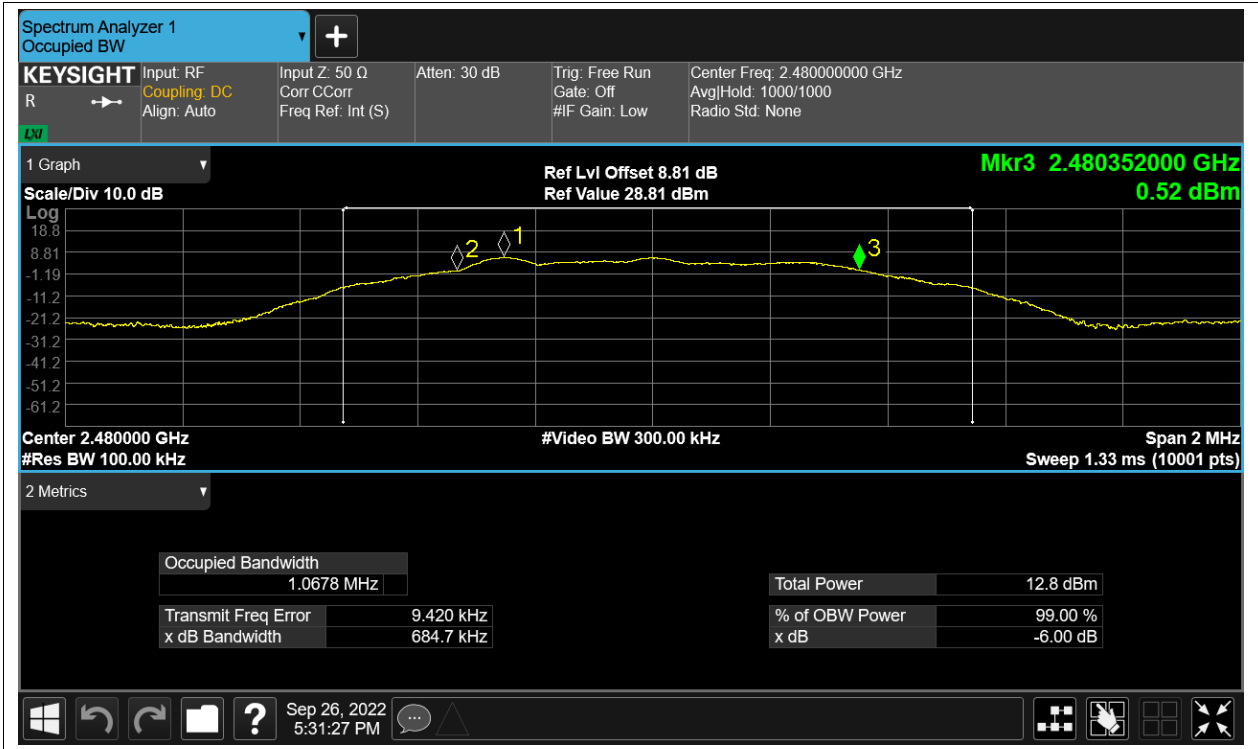 Spectrum Analyzer 1
Occupied BW
KEYSIGHT
R
LXI
Input: RF
Coupling: DC
Align: Auto
Input Z: 50 Ω
Corr CCorr
Freq Ref: Int (S)
Atten: 30 dB
Trig: Free Run
Gate: Off
#IF Gain: Low
Center Freq: 2.480000000 GHz
Avg|Hold: 1000/1000
Radio Std: None
1 Graph
Scale/Div 10.0 dB
Ref Lvl Offset 8.81 dB
Ref Value 28.81 dBm
Mkr3 2.480352000 GHz
0.52 dBm
Log
18.8
8.81
-1.19
-11.2
-21.2
-31.2
-41.2
-51.2
-61.2
2
1
3
Center 2.480000 GHz
#Res BW 100.00 kHz
#Video BW 300.00 kHz
Span 2 MHz
Sweep 1.33 ms (10001 pts)
2 Metrics
Occupied Bandwidth
1.0678 MHz
Transmit Freq Error 9.420 kHz
x dB Bandwidth 684.7 kHz
Total Power 12.8 dBm
% of OBW Power 99.00 %
x dB -6.00 dB
?
Sep 26, 2022
5:31:27 PM